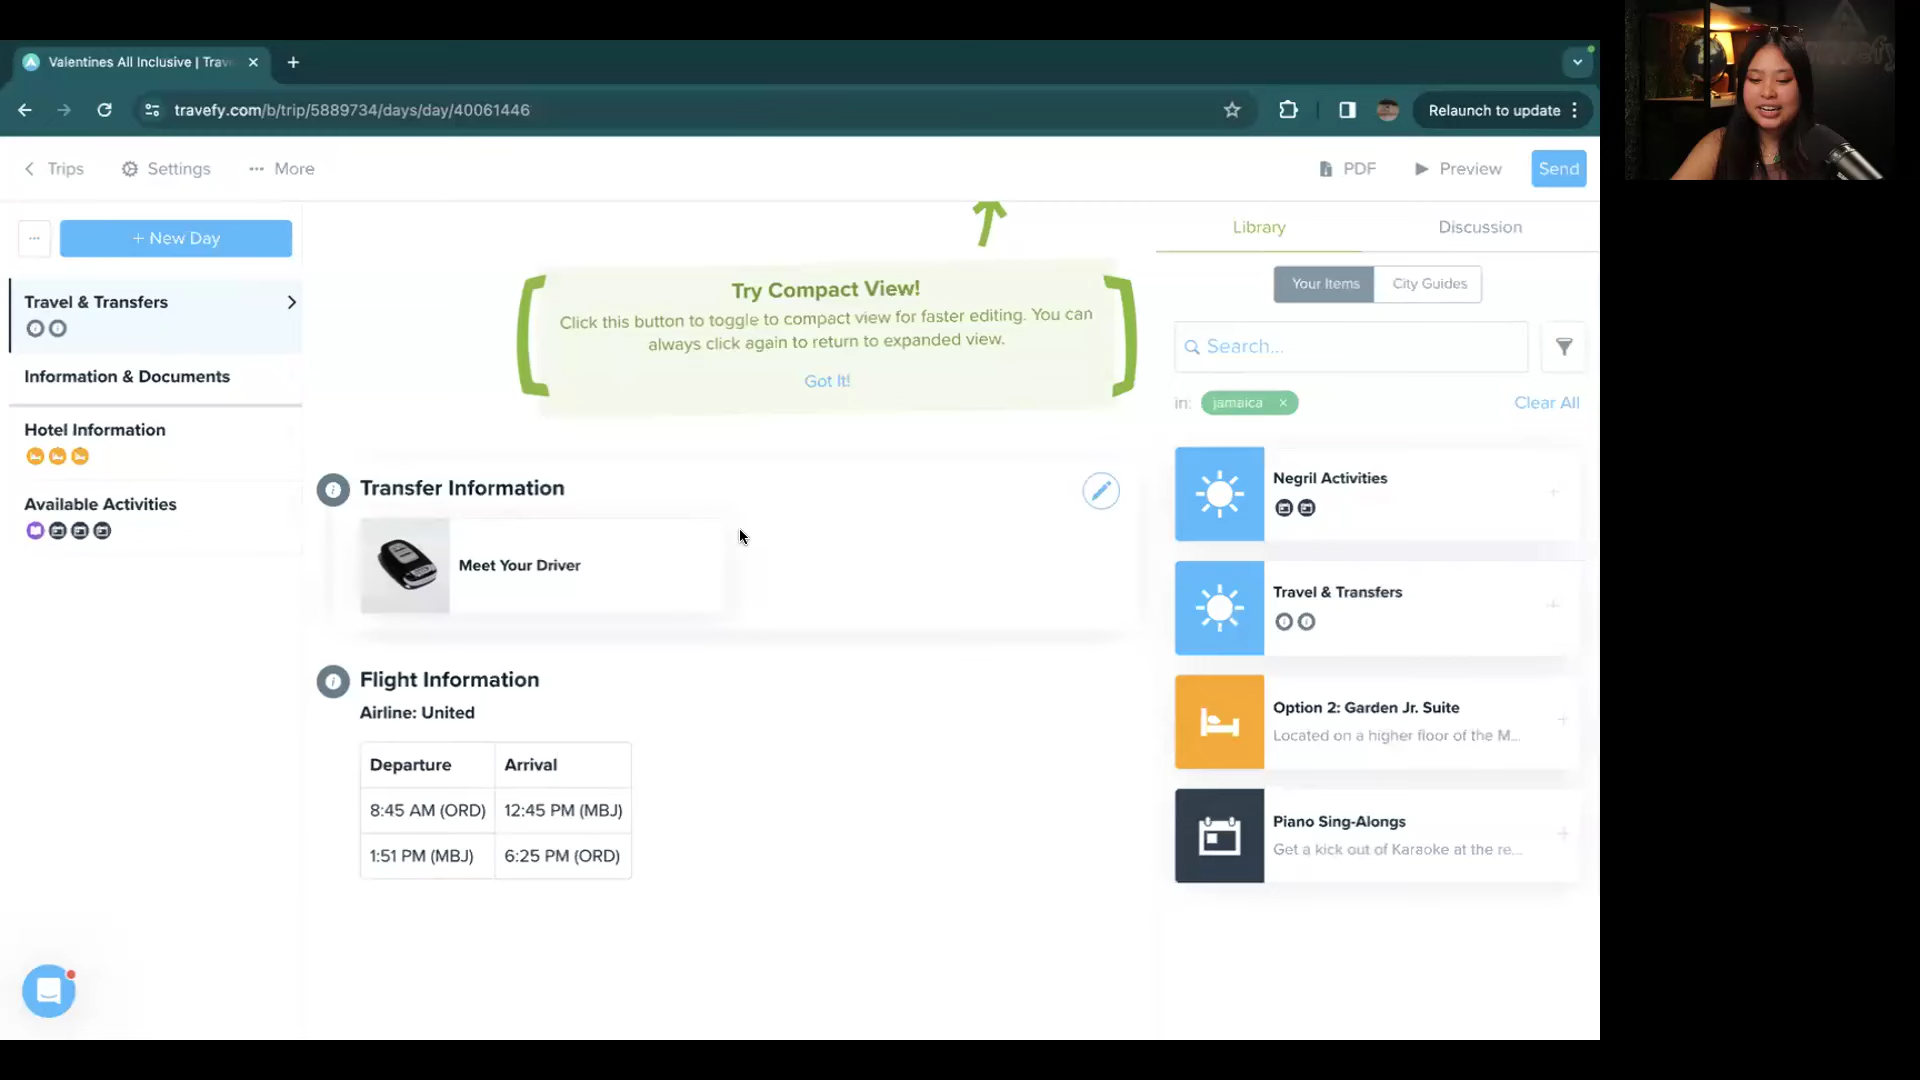 Valentines All Inclusive | Trav
travefy.com/b/trip/5889734/days/day/40061446
Relaunch to update
Trips
Settings
More
PDF
Preview
Send
+ New Day
Travel & Transfers
Information & Documents
Hotel Information
Available Activities
Try Compact View!
Click this button to toggle to compact view for faster editing. You can
always click again to return to expanded view.
Got It!
Transfer Information
Meet Your Driver
Flight Information
Airline: United
Departure Arrival
8:45 AM (ORD) 12:45 PM (MBJ)
1:51 PM (MBJ) 6:25 PM (ORD)
Library
Discussion
Your Items
City Guides
Search...
in: jamaica
Clear All
Negril Activities
Travel & Transfers
Option 2: Garden Jr. Suite
Located on a higher floor of the M...
Piano Sing-Alongs
Get a kick out of Karaoke at the re...